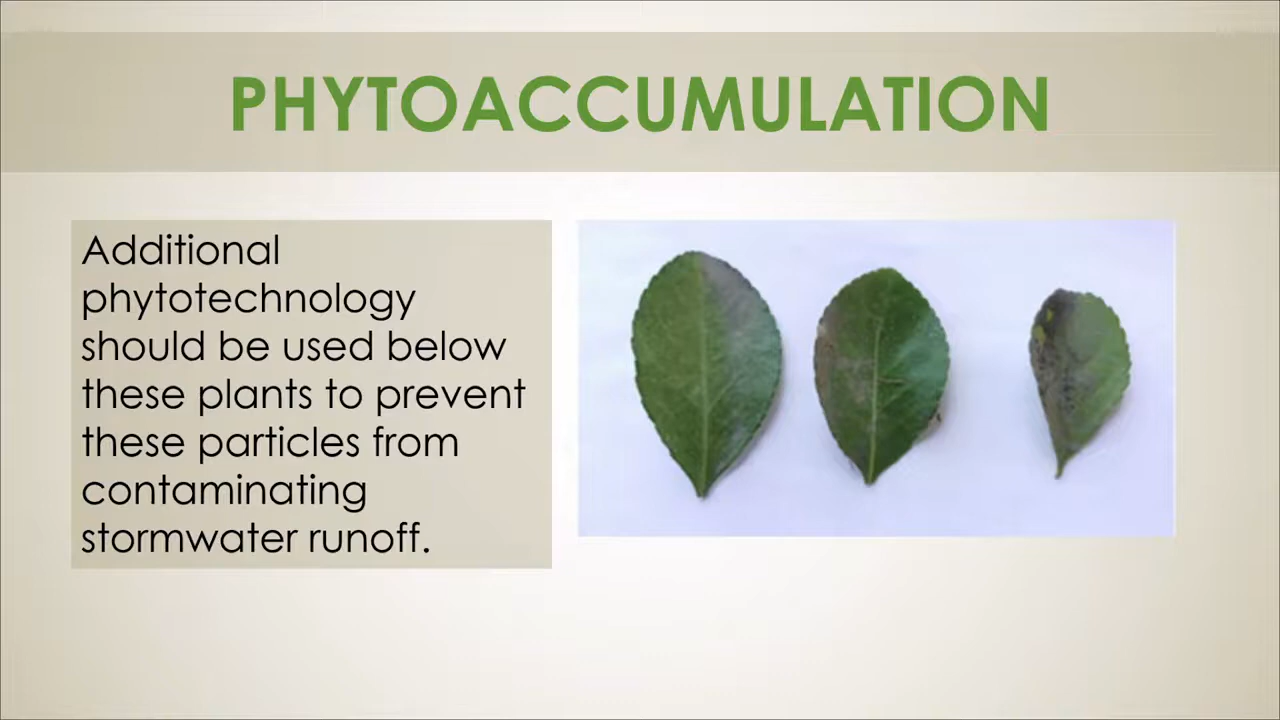 PHYTOACCUMULATION
Additional
phytotechnology
should be used below
these plants to prevent
these particles from
contaminating
stormwater runoff.